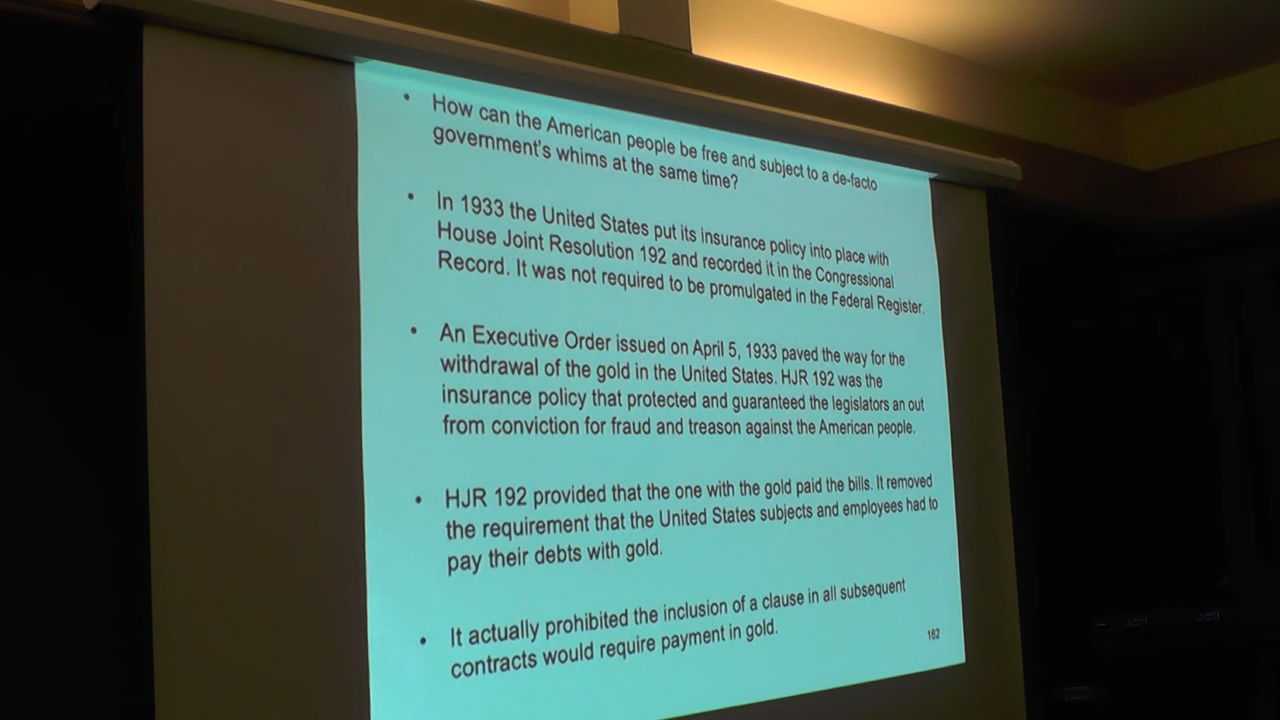 • How can the American people be free and subject to a de-facto
government's whims at the same time?
• In 1933 the United States put its insurance policy into place with
House Joint Resolution 192 and recorded it in the Congressional
Record. It was not required to be promulgated in the Federal Register.
• An Executive Order issued on April 5, 1933 paved the way for the
withdrawal of the gold in the United States. HJR 192 was the
insurance policy that protected and guaranteed the legislators an out
from conviction for fraud and treason against the American people.
• HJR 192 provided that the one with the gold paid the bills. It removed
the requirement that the United States subjects and employees had to
pay their debts with gold.
• It actually prohibited the inclusion of a clause in all subsequent
contracts would require payment in gold.
162